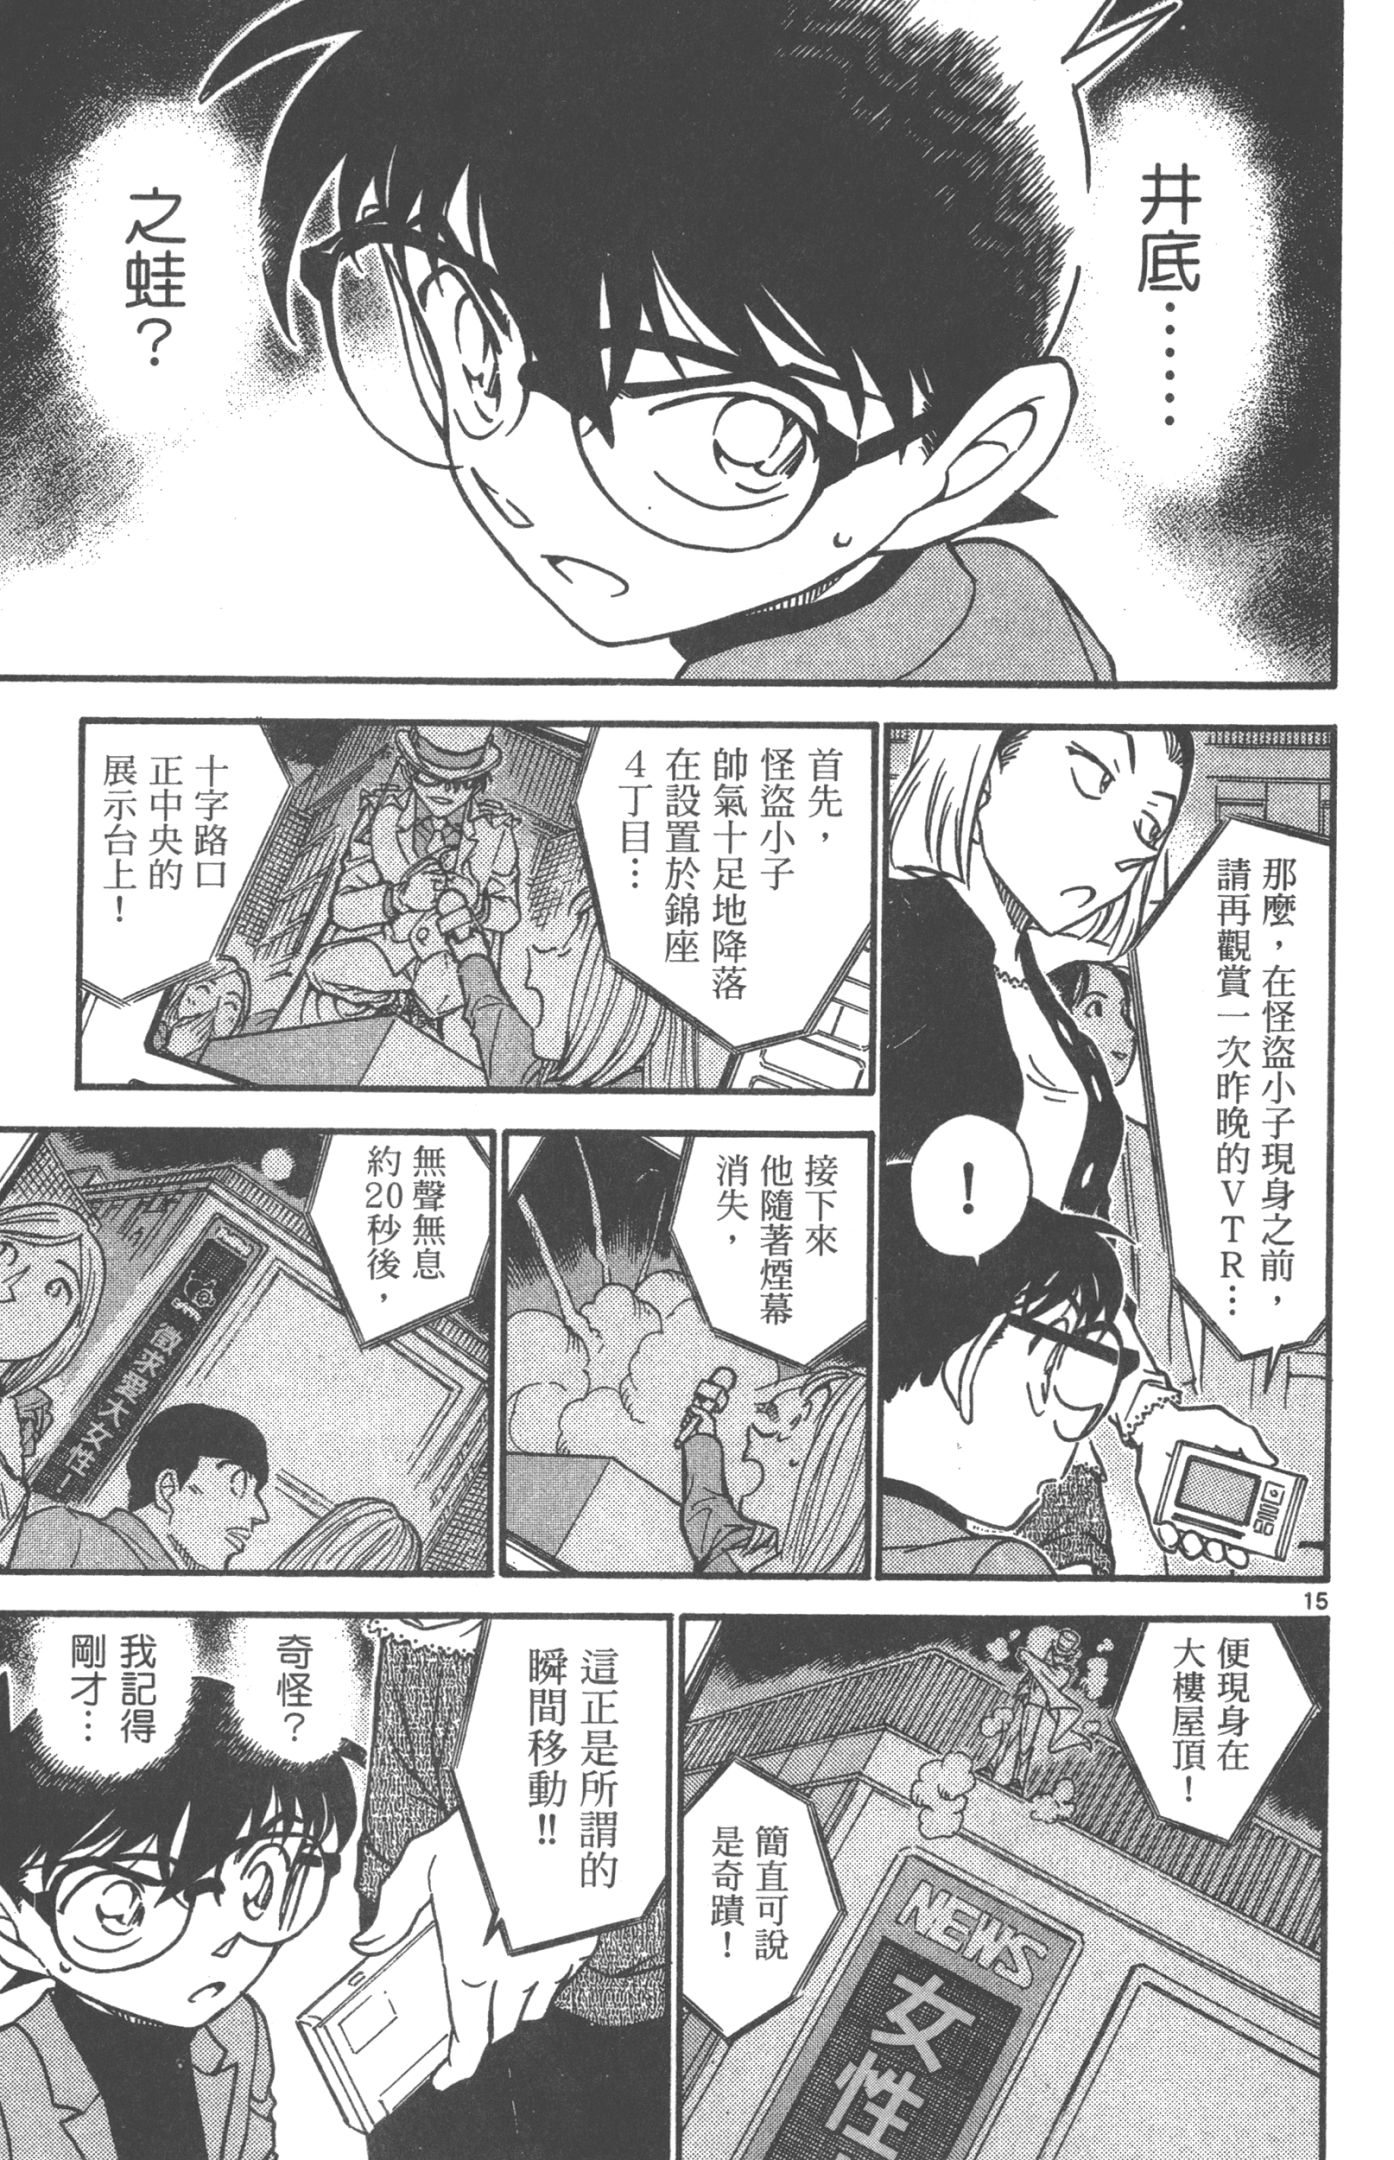 井底……
之蛙？
那麼，在怪盜小子現身之前，
請再觀賞一次昨晚的VTR…
！
首先，
怪盜小子
帥氣十足地降落
在設置於錦座
4丁目…
十字路口
正中央的
展示台上！
接下來
他隨著煙幕
消失，
無聲無息
約20秒後，
徵求愛大女性！
15
便現身在
大樓屋頂！
簡直可說
是奇蹟！
NEWS
女性
這正是所謂的
瞬間移動!!
奇怪？
我記得
剛才…